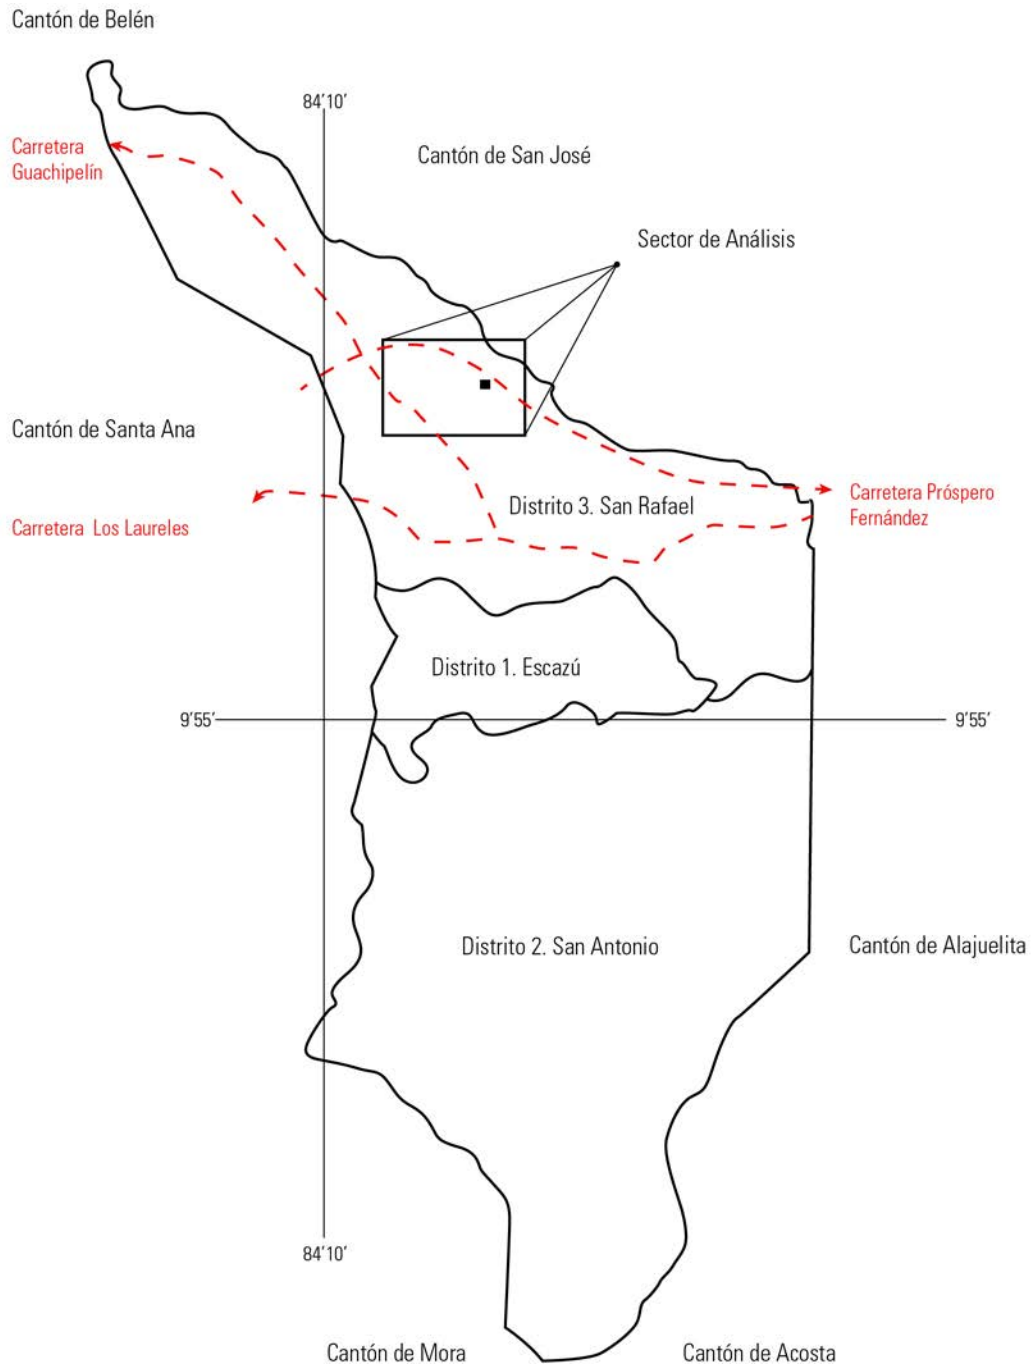 Cantón de Belén
84'10'
Carretera
Guachipelín
Cantón de San José
Sector de Análisis
Cantón de Santa Ana
Carretera Los Laureles
Distrito 3. San Rafael
Carretera Próspero
Fernández
Distrito 1. Escazú
9'55'
9'55'
Distrito 2. San Antonio
Cantón de Alajuelita
84'10'
Cantón de Mora
Cantón de Acosta